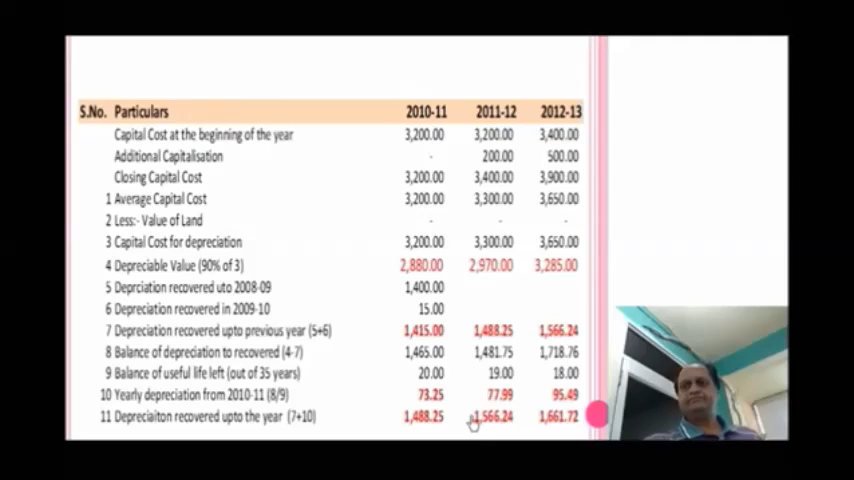 S.No. Particulars 2010-11 2011-12 2012-13
Capital Cost at the beginning of the year 3,200.00 3,200.00 3,400.00
Additional Capitalisation - 200.00 500.00
Closing Capital Cost 3,200.00 3,400.00 3,900.00
1 Average Capital Cost 3,200.00 3,300.00 3,650.00
2 Less:- Value of Land - - -
3 Capital Cost for depreciation 3,200.00 3,300.00 3,650.00
4 Depreciable Value (90% of 3) 2,880.00 2,970.00 3,285.00
5 Deprciation recovered uto 2008-09 1,400.00
6 Depreciation recovered in 2009-10 15.00
7 Depreciation recovered upto previous year (5+6) 1,415.00 1,488.25 1,566.24
8 Balance of depreciation to recovered (4-7) 1,465.00 1,481.75 1,718.76
9 Balance of useful life left (out of 35 years) 20.00 19.00 18.00
10 Yearly depreciation from 2010-11 (8/9) 73.25 77.99 95.49
11 Depreciaiton recovered upto the year (7+10) 1,488.25 1,566.24 1,661.72